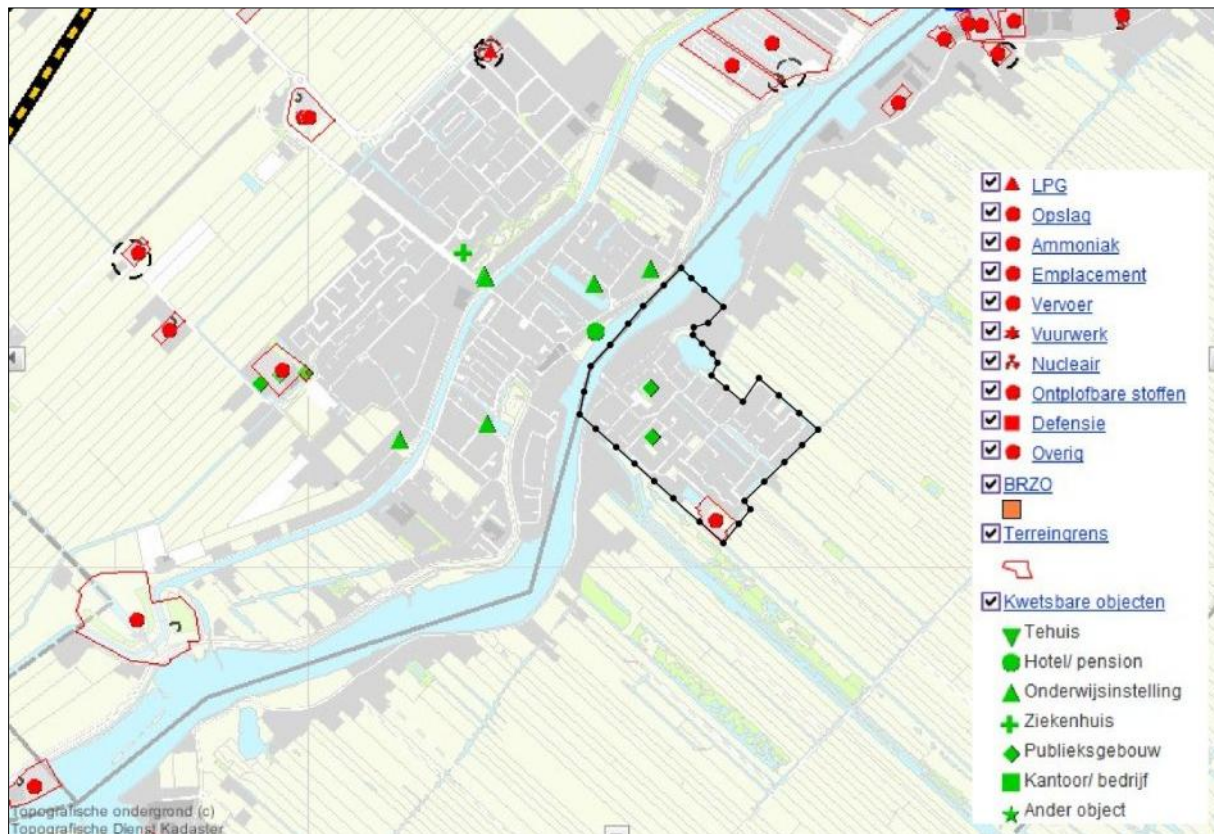 LPG
Opslag
Ammoniak
Emplacement
Vervoer
Vuurwerk
Nucleair
Ontplofbare stoffen
Defensie
Overig
BRZO
Terreingrens
Kwetsbare objecten
Tehuis
Hotel/ pension
Onderwijsinstelling
Ziekenhuis
Publieksgebouw
Kantoor/ bedrijf
Ander object
Topografische ondergrond (c)
Topografische Dienst Kadaster